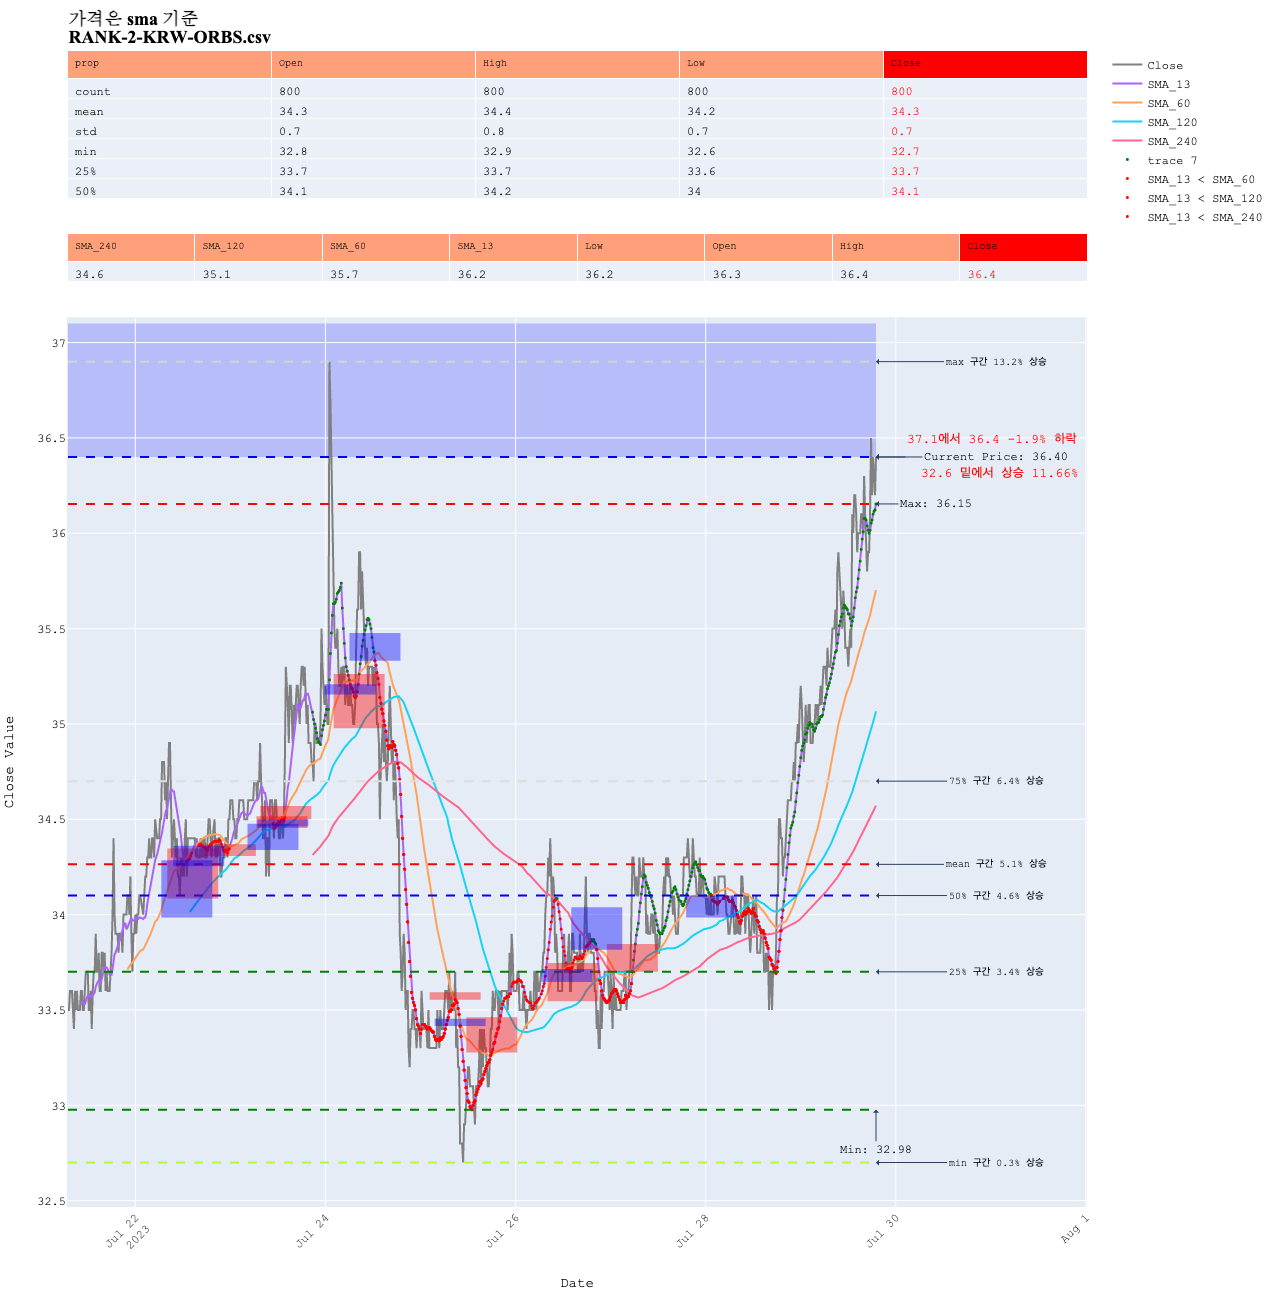 가격은 sma 기준
RANK-2-KRW-ORBS.csv
prop Open High Low Close
count 800 800 800 800
mean 34.3 34.4 34.2 34.3
std 0.7 0.8 0.7 0.7
min 32.8 32.9 32.6 32.7
25% 33.7 33.7 33.6 33.7
50% 34.1 34.2 34 34.1
SMA_240 SMA_120 SMA_60 SMA_13 Low Open High Close
34.6 35.1 35.7 36.2 36.2 36.3 36.4 36.4
Close
SMA_13
SMA_60
SMA_120
SMA_240
trace 7
SMA_13 < SMA_60
SMA_13 < SMA_120
SMA_13 < SMA_240
37
max 구간 13.2% 상승
36.5
37.1에서 36.4 -1.9% 하락
Current Price: 36.40
32.6 밑에서 상승 11.66%
Max: 36.15
36
35.5
35
75% 구간 6.4% 상승
34.5
mean 구간 5.1% 상승
50% 구간 4.6% 상승
34
25% 구간 3.4% 상승
33.5
33
Min: 32.98
min 구간 0.3% 상승
32.5
Close Value
Jul 22
2023
Jul 24
Jul 26
Jul 28
Jul 30
Aug 1
Date